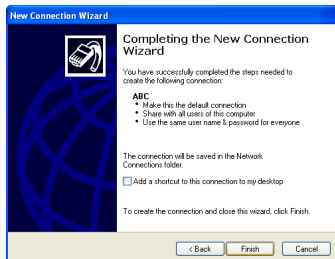 New Connection Wizard
Completing the New Connection
Wizard
You have successfully completed the steps needed to
create the following connection:
ABC
• Make this the default connection
• Share with all users of this computer
• Use the same user name & password for everyone
The connection will be saved in the Network
Connections folder.
Add a shortcut to this connection to my desktop
To create the connection and close this wizard, click Finish.
< Back Finish Cancel